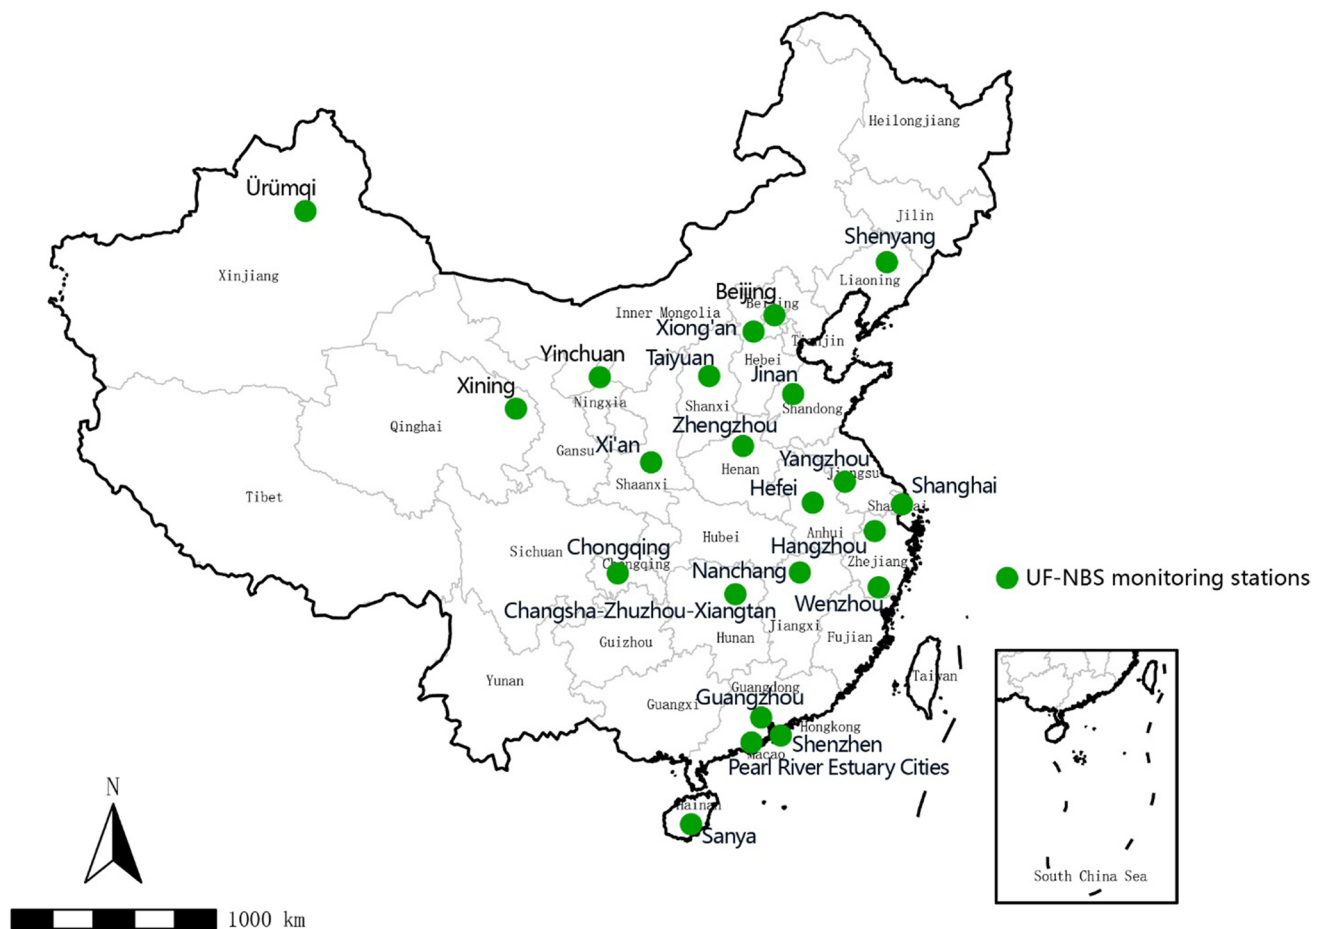 Heilongjiang
Ürümqi
Jilin
Shenyang
Xinjiang
Liaoning
Beijing
Beijing
Inner Mongolia
Xiong'an
Tianjin
Yinchuan
Taiyuan
Hebei
Jinan
Xining
Ningxia
Shanxi
Shandong
Qinghai
Zhengzhou
Xi'an
Gansu
Henan
Yangzhou
Jiangsu
Shaanxi
Hefei
Shanghai
Shanghai
Tibet
Hubei
Anhui
Sichuan
Chongqing
Chongqing
Hangzhou
Zhejiang
Nanchang
UF-NBS monitoring stations
Changsha-Zhuzhou-Xiangtan
Wenzhou
Jiangxi
Guizhou
Hunan
Fujian
Yunan
Taiwan
Guangdong
Guangzhou
Guangxi
Hongkong
Shenzhen
Macao
Pearl River Estuary Cities
N
Hainan
Sanya
South China Sea
1000 km